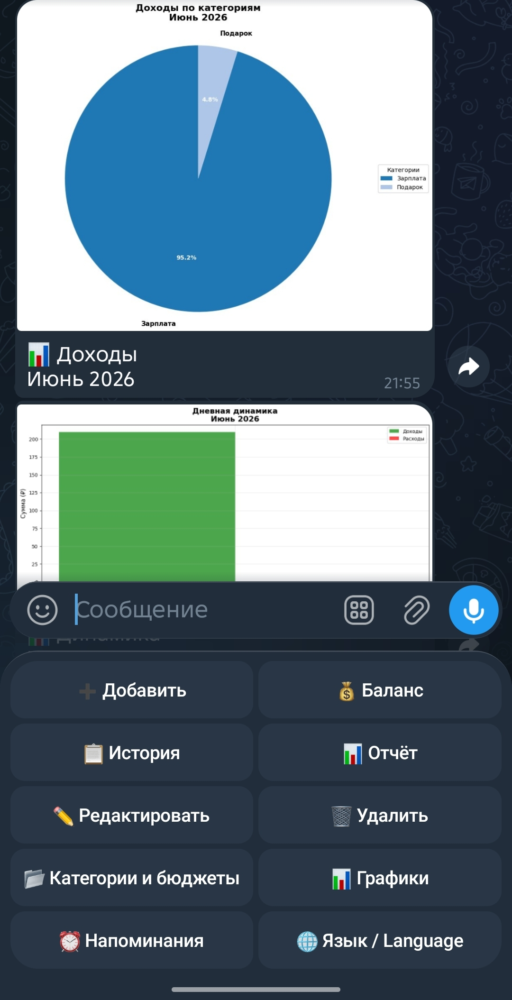 Доходы по категориям
Июнь 2026
Подарок
4.8%
Категории
Зарплата
Подарок
95.2%
Зарплата
📊 Доходы
Июнь 2026
21:55
Дневная динамика
Июнь 2026
Доходы
Расходы
Сумма (₽)
200
175
150
125
100
75
50
25
Сообщение
➕ Добавить
💰 Баланс
📋 История
📊 Отчёт
✏️ Редактировать
🗑️ Удалить
📂 Категории и бюджеты
📊 Графики
⏰ Напоминания
🌐 Язык / Language